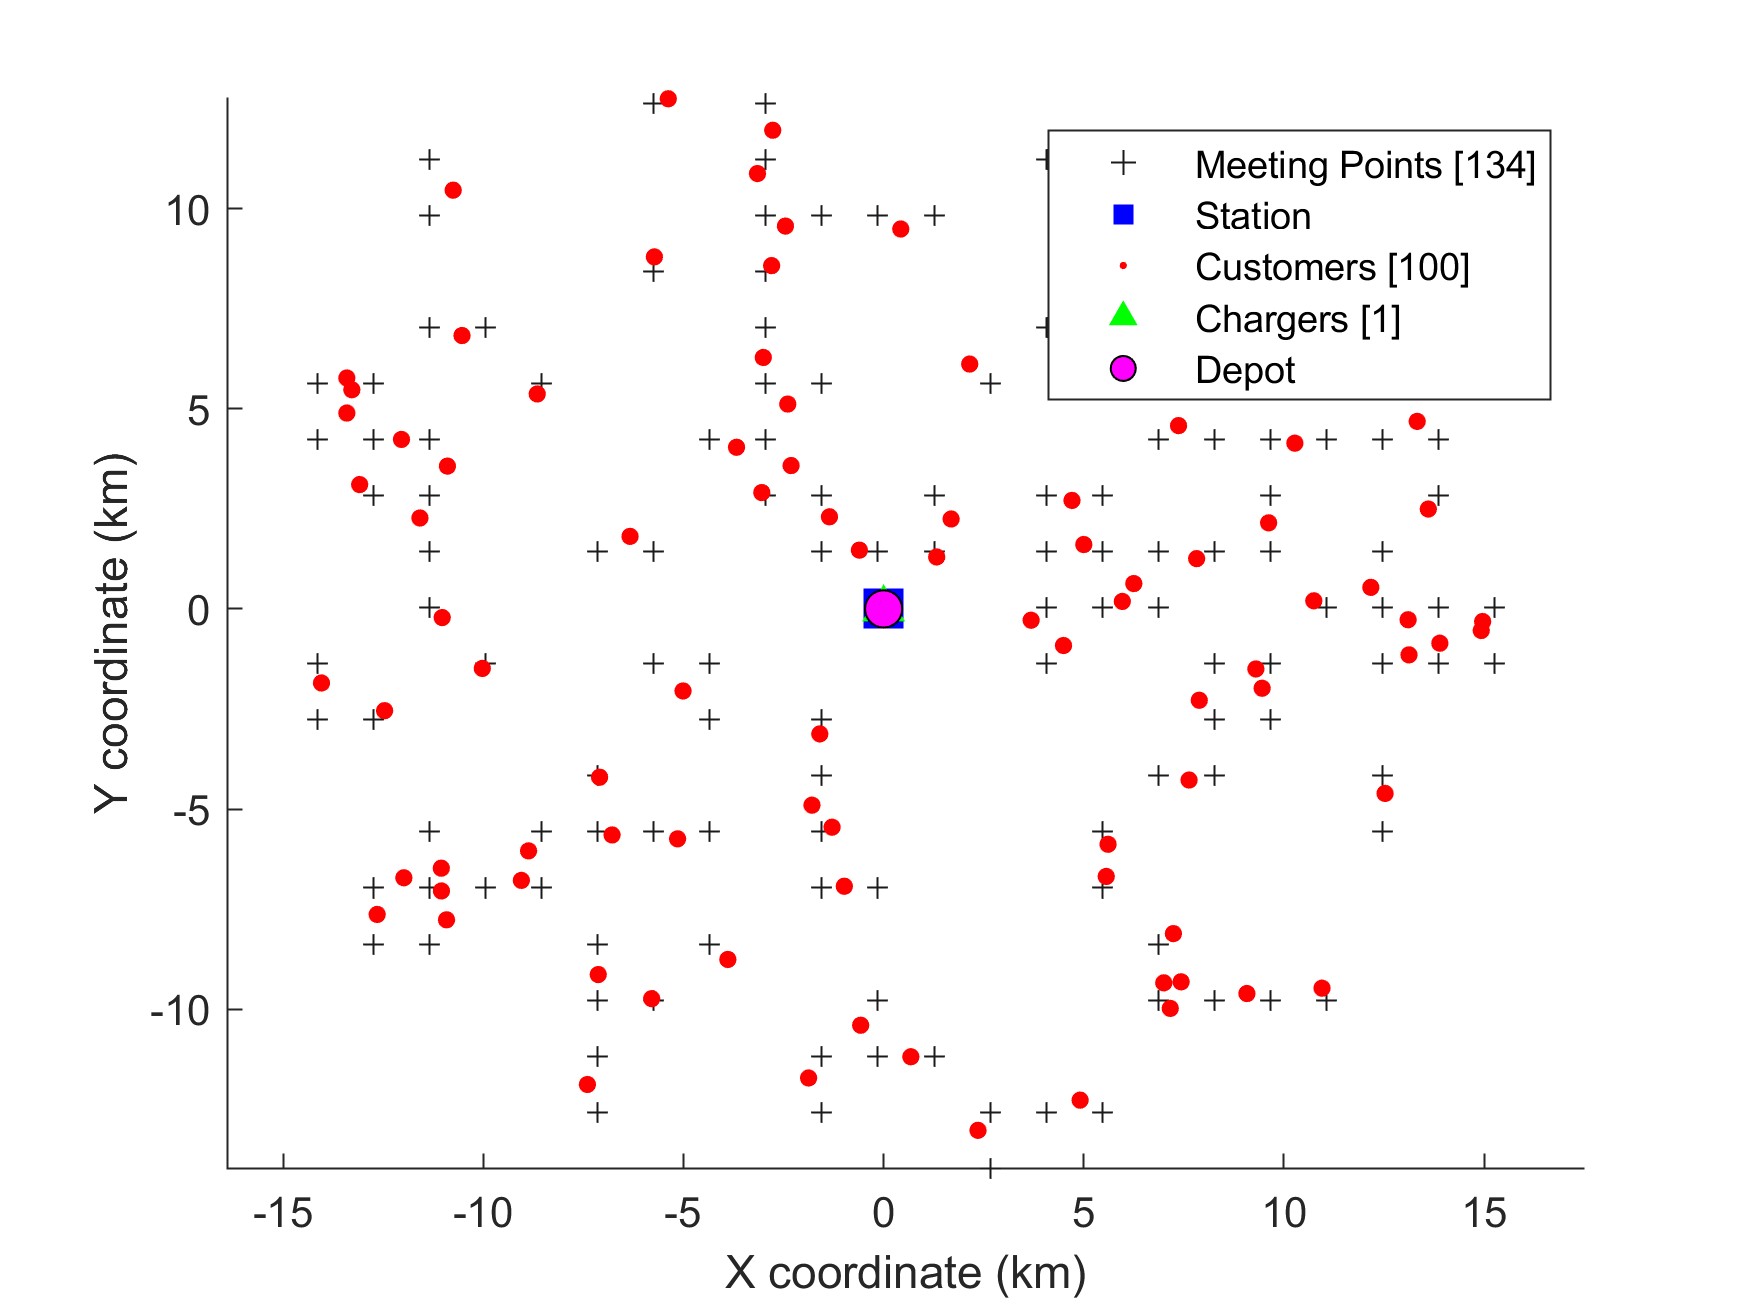 Meeting Points [134]
Station
Customers [100]
Chargers [1]
Depot
10
5
0
-5
-10
Y coordinate (km)
-15
-10
-5
0
5
10
15
X coordinate (km)